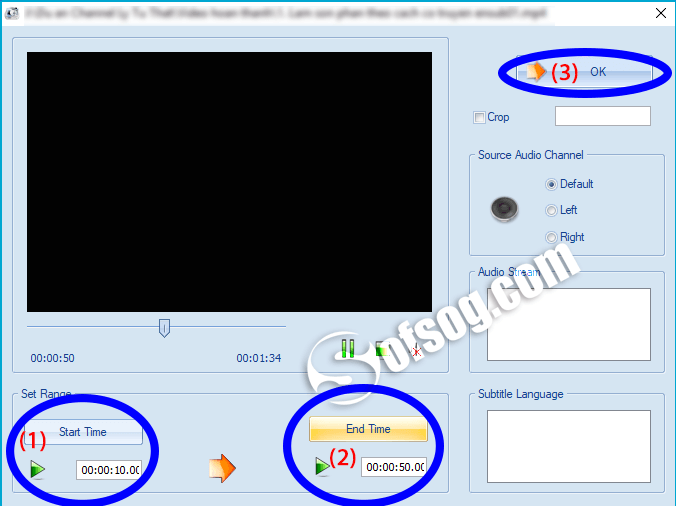 (3) OK
Crop
Source Audio Channel
Default
Left
Right
Audio Stream
Sofsog.com
00:00:50
00:01:34
Set Range
Subtitle Language
(1)
Start Time
End Time
(2)
00:00:10.00
00:00:50.00